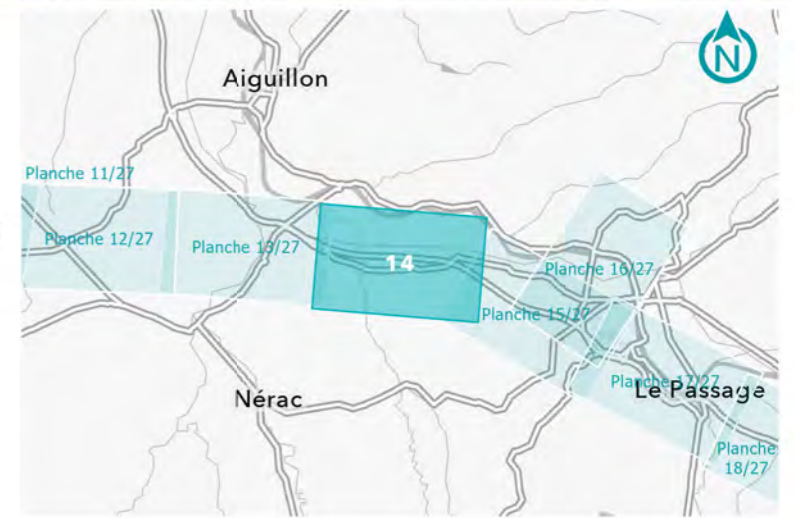 Aiguillon
N
Planche 11/27
Planche 12/27
Planche 13/27
14
Planche 16/27
Planche 15/27
Planche 17/27
Le Passage
Nérac
Planche
18/27